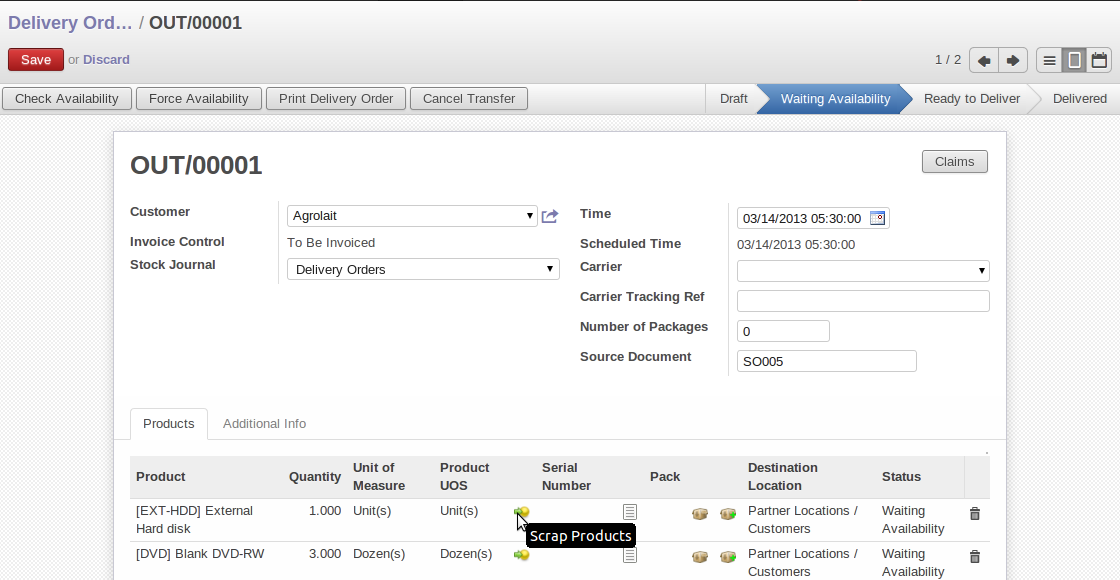 Delivery Ord... / OUT/00001
Save or Discard
1 / 2
Check Availability
Force Availability
Print Delivery Order
Cancel Transfer
Draft
Waiting Availability
Ready to Deliver
Delivered
OUT/00001
Claims
Customer
Agrolait
Invoice Control
To Be Invoiced
Stock Journal
Delivery Orders
Time
03/14/2013 05:30:00
Scheduled Time
03/14/2013 05:30:00
Carrier
Carrier Tracking Ref
Number of Packages
0
Source Document
SO005
Products
Additional Info
Product
Quantity
Unit of
Measure
Product
UOS
Serial
Number
Pack
Destination
Location
Status
[EXT-HDD] External
Hard disk
1.000
Unit(s)
Unit(s)
Partner Locations /
Customers
Waiting
Availability
Scrap Products
[DVD] Blank DVD-RW
3.000
Dozen(s)
Dozen(s)
Partner Locations /
Customers
Waiting
Availability